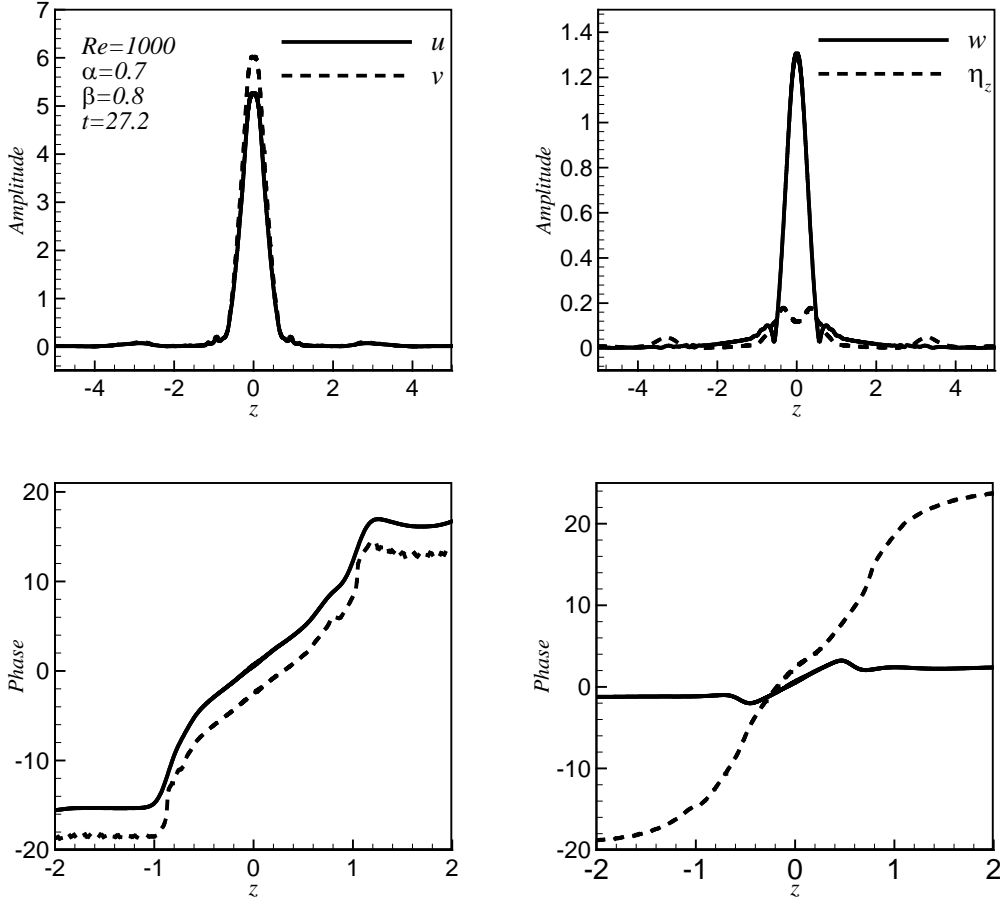 7
6
5
4
3
2
1
0
Amplitude
Re=1000
α=0.7
β=0.8
t=27.2
u
v
-4 -2 0 2 4
z
1.4
1.2
1
0.8
0.6
0.4
0.2
0
Amplitude
w
η_z
-4 -2 0 2 4
z
20
10
0
-10
-20
Phase
-2 -1 0 1 2
z
20
10
0
-10
-20
Phase
-2 -1 0 1 2
z